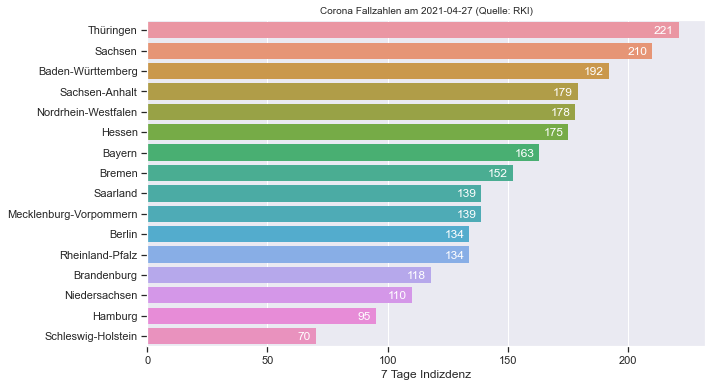 Corona Fallzahlen am 2021-04-27 (Quelle: RKI)
Thüringen 221
Sachsen 210
Baden-Württemberg 192
Sachsen-Anhalt 179
Nordrhein-Westfalen 178
Hessen 175
Bayern 163
Bremen 152
Saarland 139
Mecklenburg-Vorpommern 139
Berlin 134
Rheinland-Pfalz 134
Brandenburg 118
Niedersachsen 110
Hamburg 95
Schleswig-Holstein 70
0 50 100 150 200
7 Tage Indizdenz